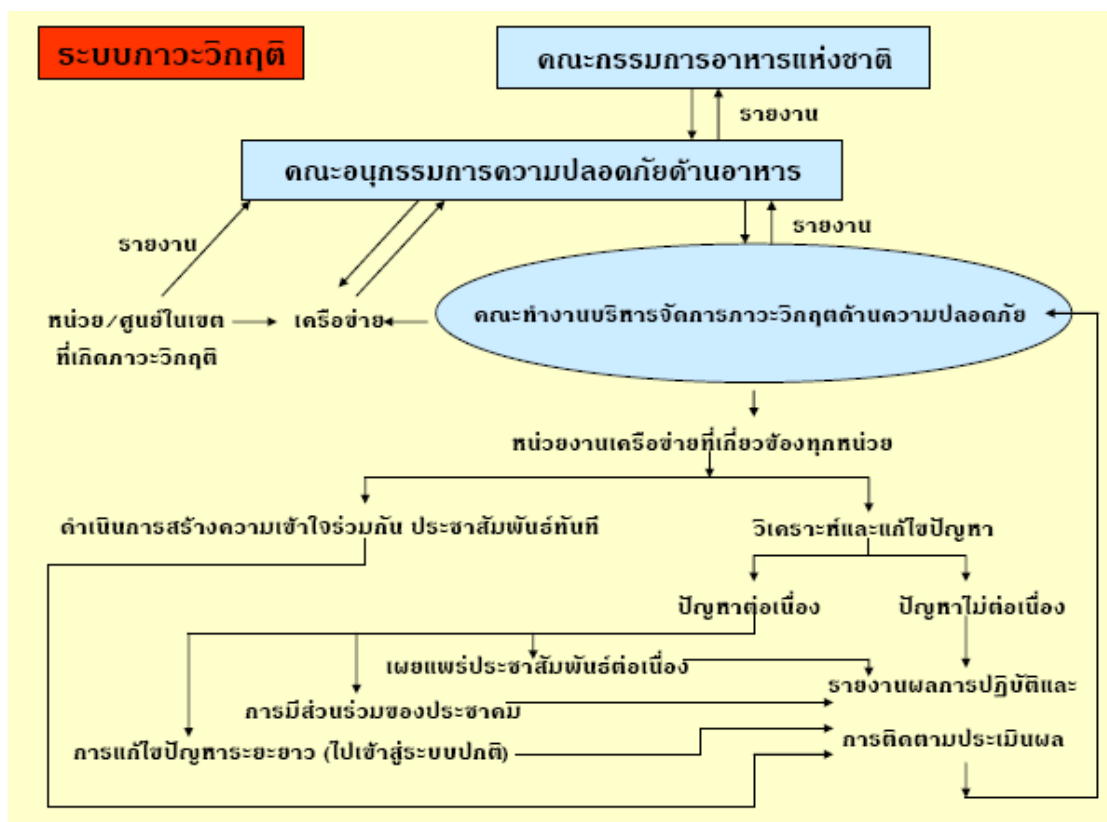 ระบบภาวะวิกฤติ
คณะกรรมการอาหารแห่งชาติ
รายงาน
คณะอนุกรรมการความปลอดภัยด้านอาหาร
รายงาน
รายงาน
หน่วย/ศูนย์ในเขต
ที่เกิดภาวะวิกฤติ
เครือข่าย
คณะทำงานบริหารจัดการภาวะวิกฤตด้านความปลอดภัย
หน่วยงานเครือข่ายที่เกี่ยวข้องทุกหน่วย
ดำเนินการสร้างความเข้าใจร่วมกัน ประชาสัมพันธ์ทันที
วิเคราะห์และแก้ไขปัญหา
ปัญหาต่อเนื่อง
ปัญหาไม่ต่อเนื่อง
เผยแพร่ประชาสัมพันธ์ต่อเนื่อง
รายงานผลการปฏิบัติและ
การมีส่วนร่วมของประชาคม
การติดตามประเมินผล
การแก้ไขปัญหาระยะยาว (ไปเข้าสู่ระบบปกติ)